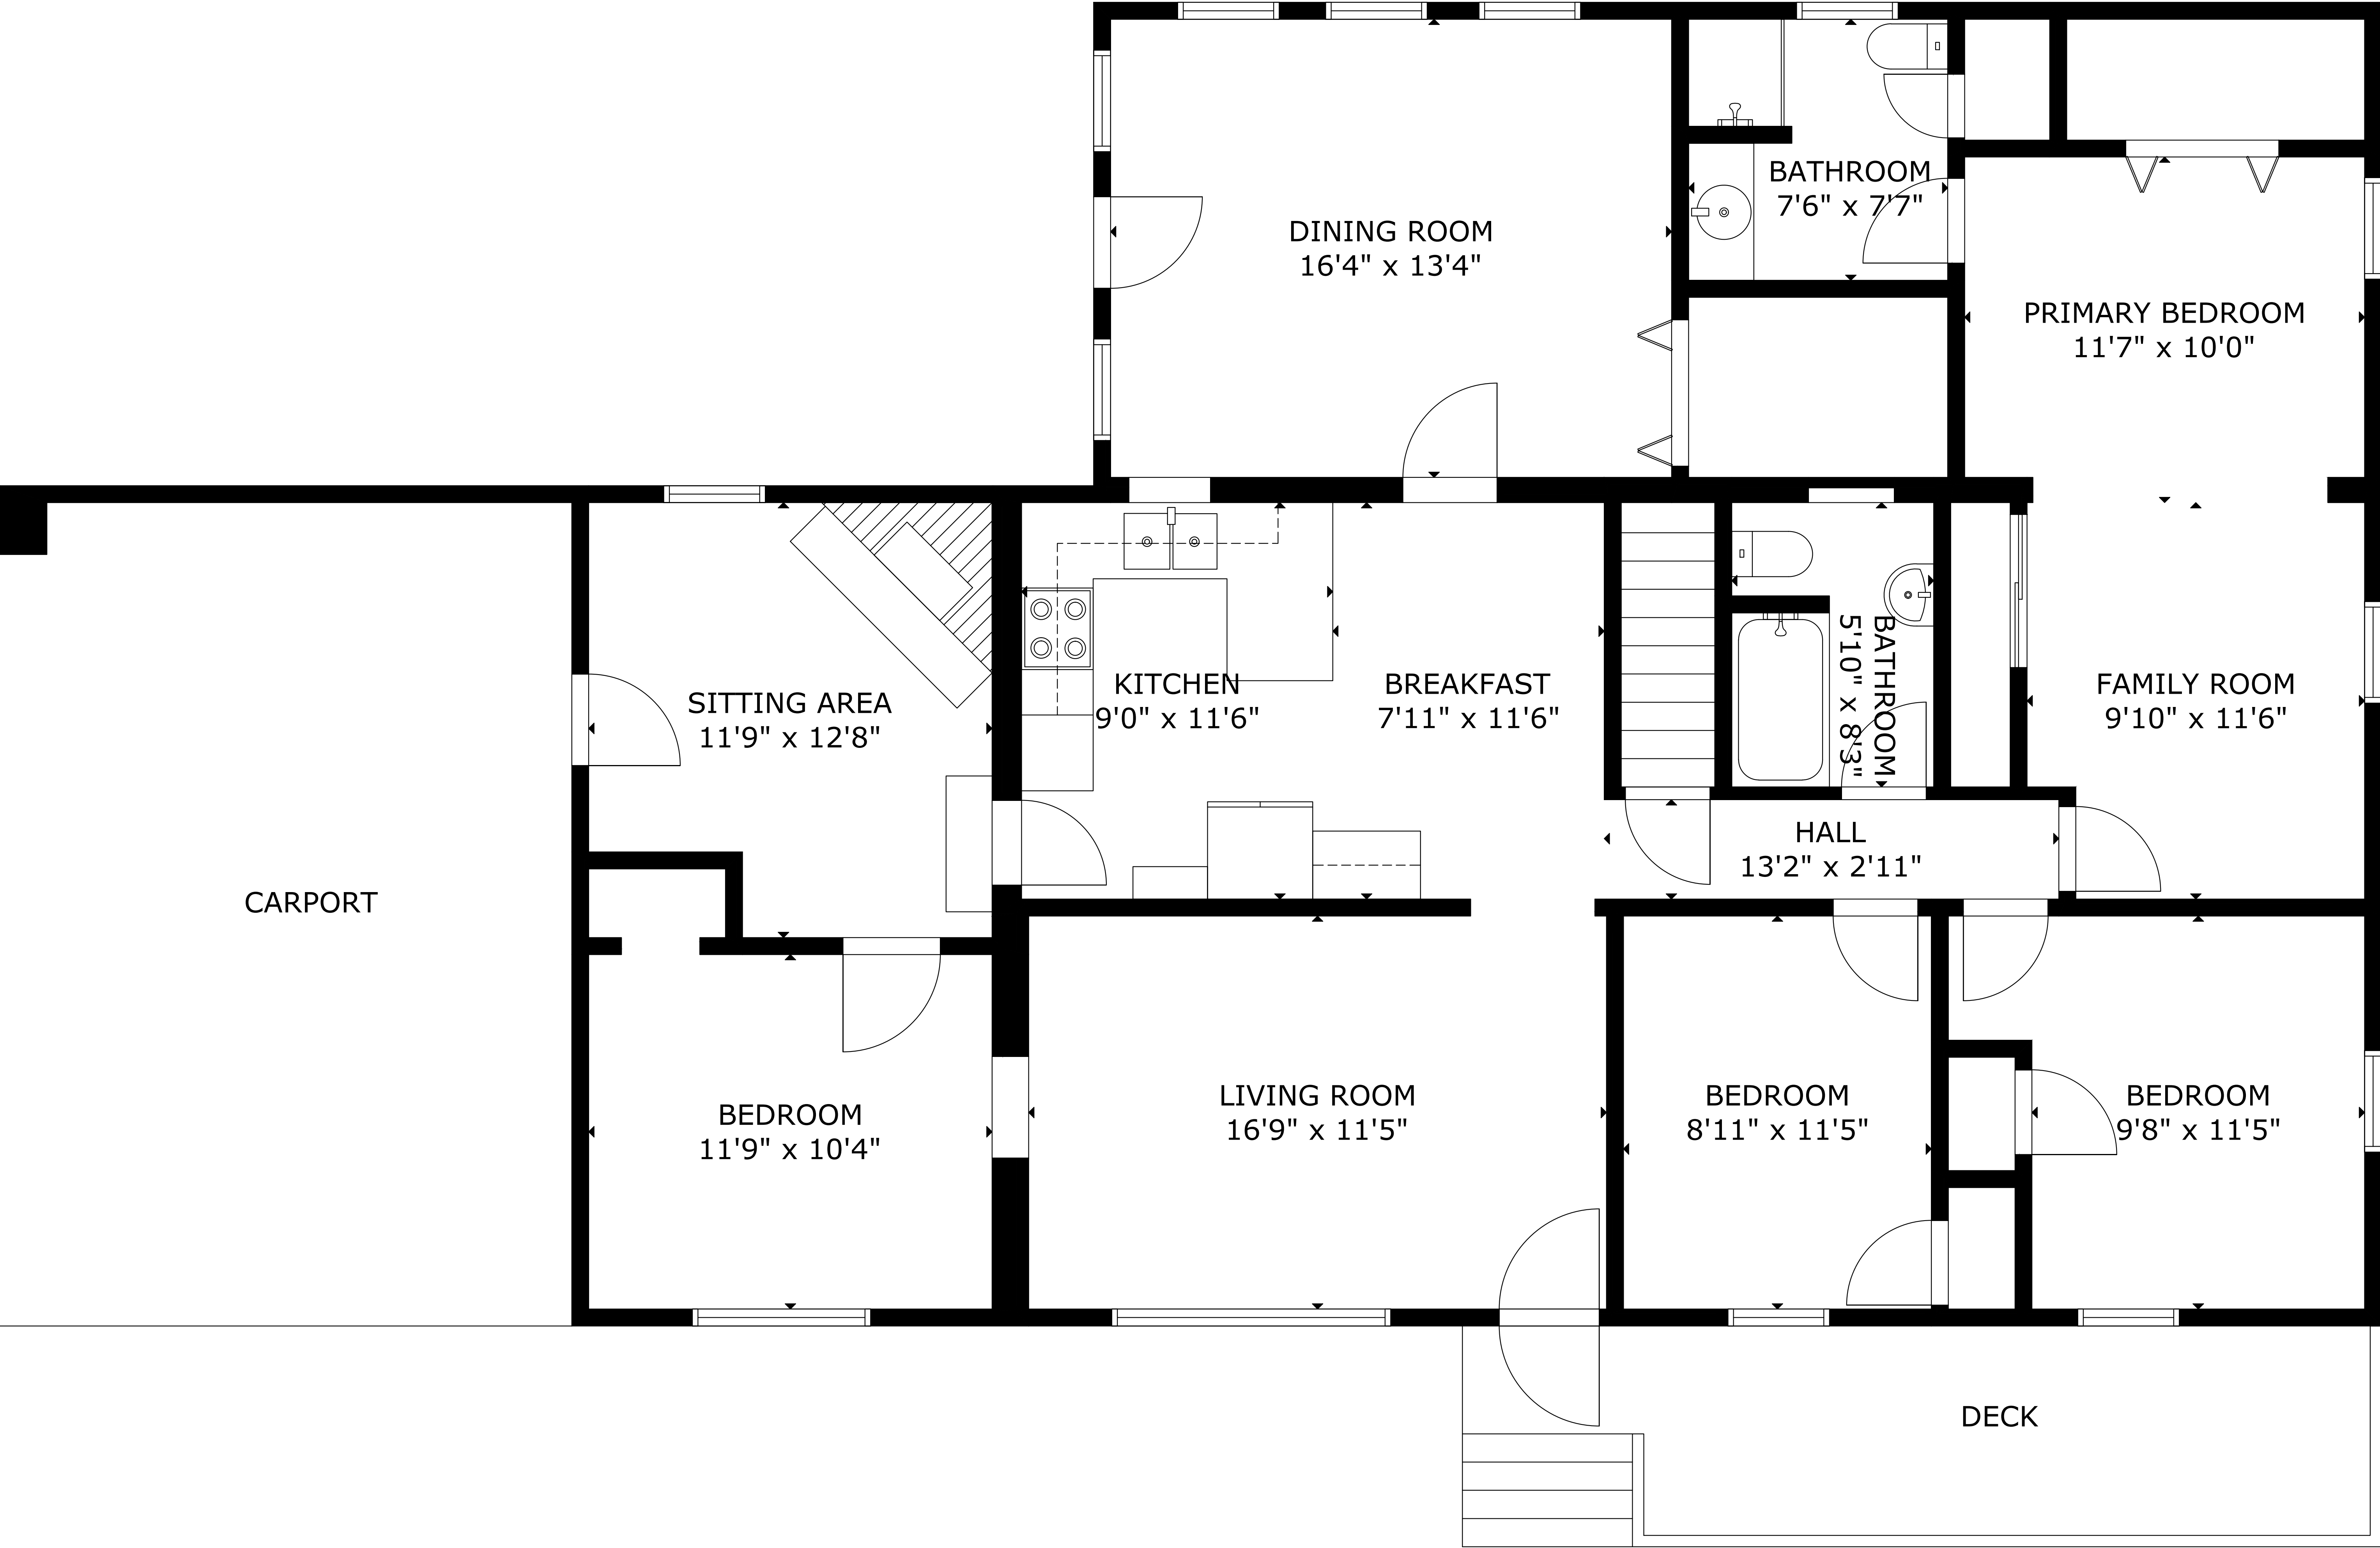 BATHROOM
7'6" x 7'7"
DINING ROOM
16'4" x 13'4"
PRIMARY BEDROOM
11'7" x 10'0"
SITTING AREA
11'9" x 12'8"
KITCHEN
9'0" x 11'6"
BREAKFAST
7'11" x 11'6"
BATHROOM
5'10" x 8'3"
FAMILY ROOM
9'10" x 11'6"
HALL
13'2" x 2'11"
CARPORT
BEDROOM
11'9" x 10'4"
LIVING ROOM
16'9" x 11'5"
BEDROOM
8'11" x 11'5"
BEDROOM
9'8" x 11'5"
DECK